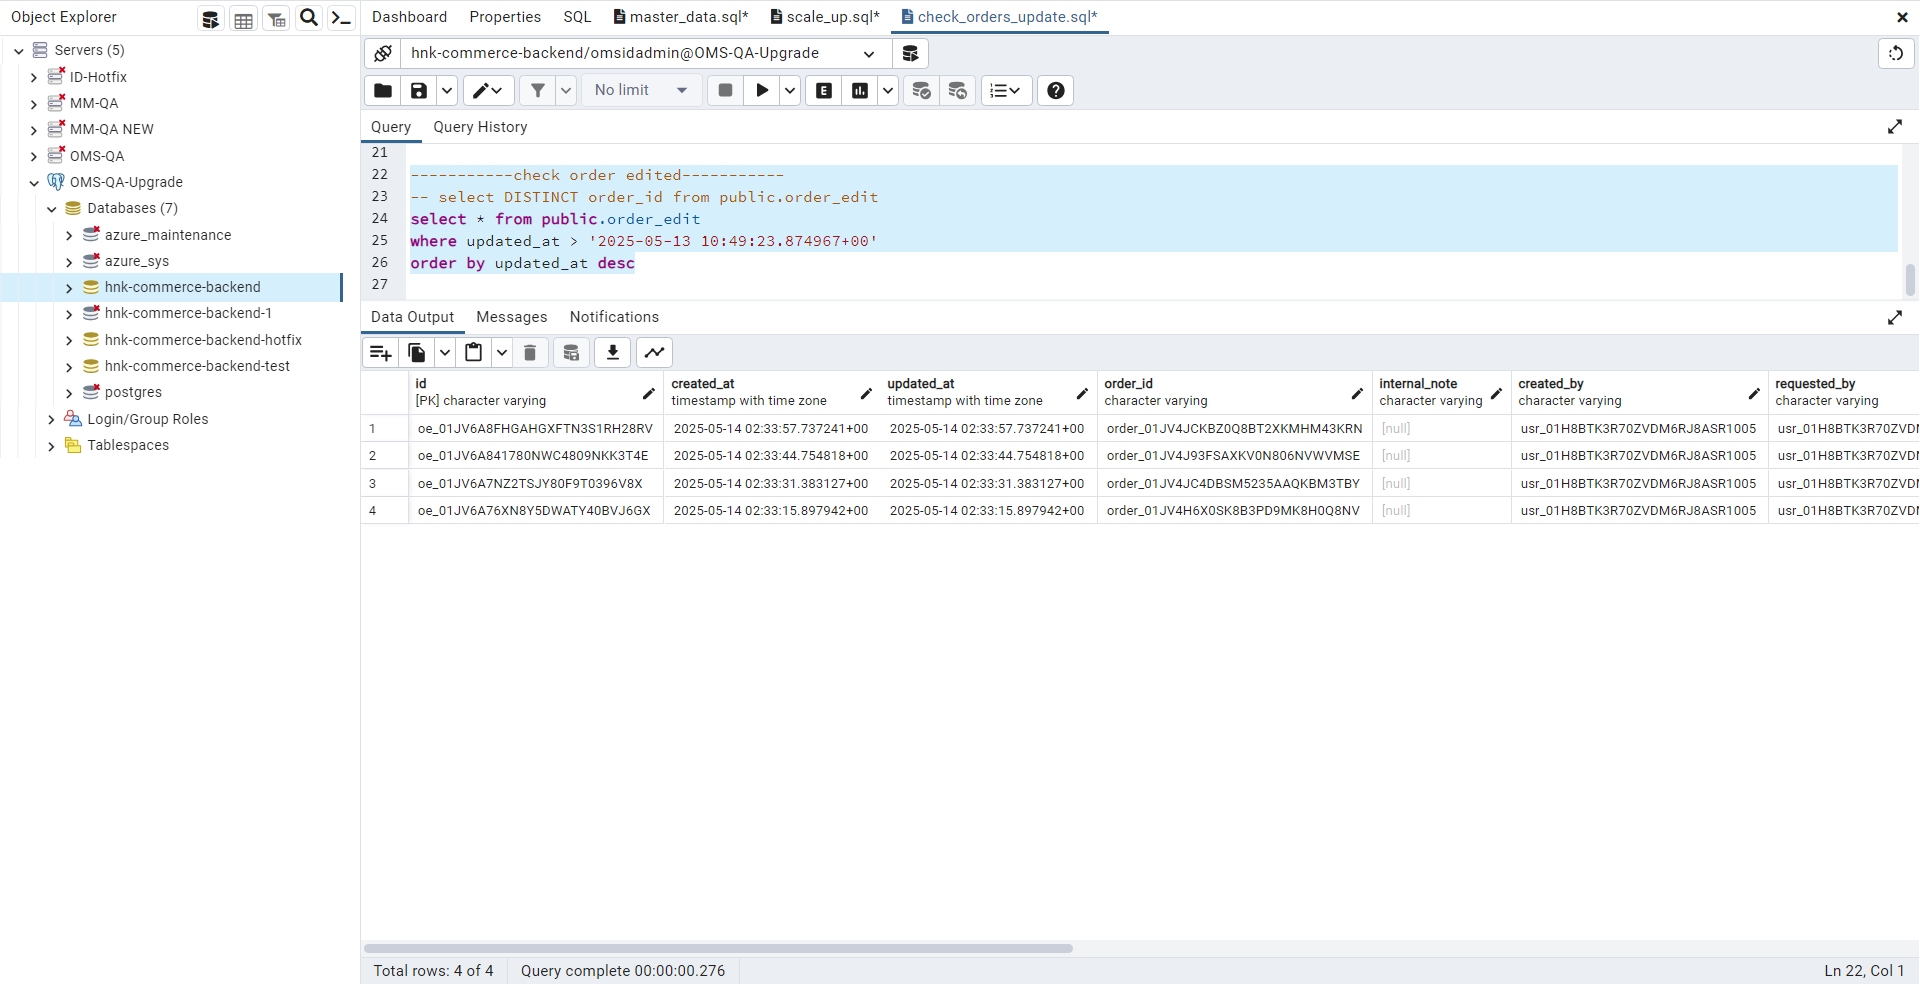 Object Explorer
Dashboard
Properties
SQL
master_data.sql*
scale_up.sql*
check_orders_update.sql*
Servers (5)
ID-Hotfix
MM-QA
MM-QA NEW
OMS-QA
OMS-QA-Upgrade
Databases (7)
azure_maintenance
azure_sys
hnk-commerce-backend
hnk-commerce-backend-1
hnk-commerce-backend-hotfix
hnk-commerce-backend-test
postgres
Login/Group Roles
Tablespaces
hnk-commerce-backend/omsidadmin@OMS-QA-Upgrade
No limit
E
Query
Query History
21
22 -----------check order edited-----------
23 -- select DISTINCT order_id from public.order_edit
24 select * from public.order_edit
25 where updated_at > '2025-05-13 10:49:23.874967+00'
26 order by updated_at desc
27
Data Output
Messages
Notifications
id
[PK] character varying
created_at
timestamp with time zone
updated_at
timestamp with time zone
order_id
character varying
internal_note
character varying
created_by
character varying
requested_by
character varying
1 oe_01JV6A8FHGAHGXFTN3S1RH28RV 2025-05-14 02:33:57.737241+00 2025-05-14 02:33:57.737241+00 order_01JV4JCKBZ0Q8BT2XKMHM43KRN [null] usr_01H8BTK3R70ZVDM6RJ8ASR1005 usr_01H8BTK3R70ZVDM
2 oe_01JV6A841780NWC4809NKK3T4E 2025-05-14 02:33:44.754818+00 2025-05-14 02:33:44.754818+00 order_01JV4J93FSAXKV0N806NVWVMSE [null] usr_01H8BTK3R70ZVDM6RJ8ASR1005 usr_01H8BTK3R70ZVDM
3 oe_01JV6A7NZ2TSJY80F9T0396V8X 2025-05-14 02:33:31.383127+00 2025-05-14 02:33:31.383127+00 order_01JV4JC4DBSM5235AAQKBM3TBY [null] usr_01H8BTK3R70ZVDM6RJ8ASR1005 usr_01H8BTK3R70ZVDM
4 oe_01JV6A76XN8Y5DWATY40BVJ6GX 2025-05-14 02:33:15.897942+00 2025-05-14 02:33:15.897942+00 order_01JV4H6X0SK8B3PD9MK8H0Q8NV [null] usr_01H8BTK3R70ZVDM6RJ8ASR1005 usr_01H8BTK3R70ZVDM
Total rows: 4 of 4
Query complete 00:00:00.276
Ln 22, Col 1